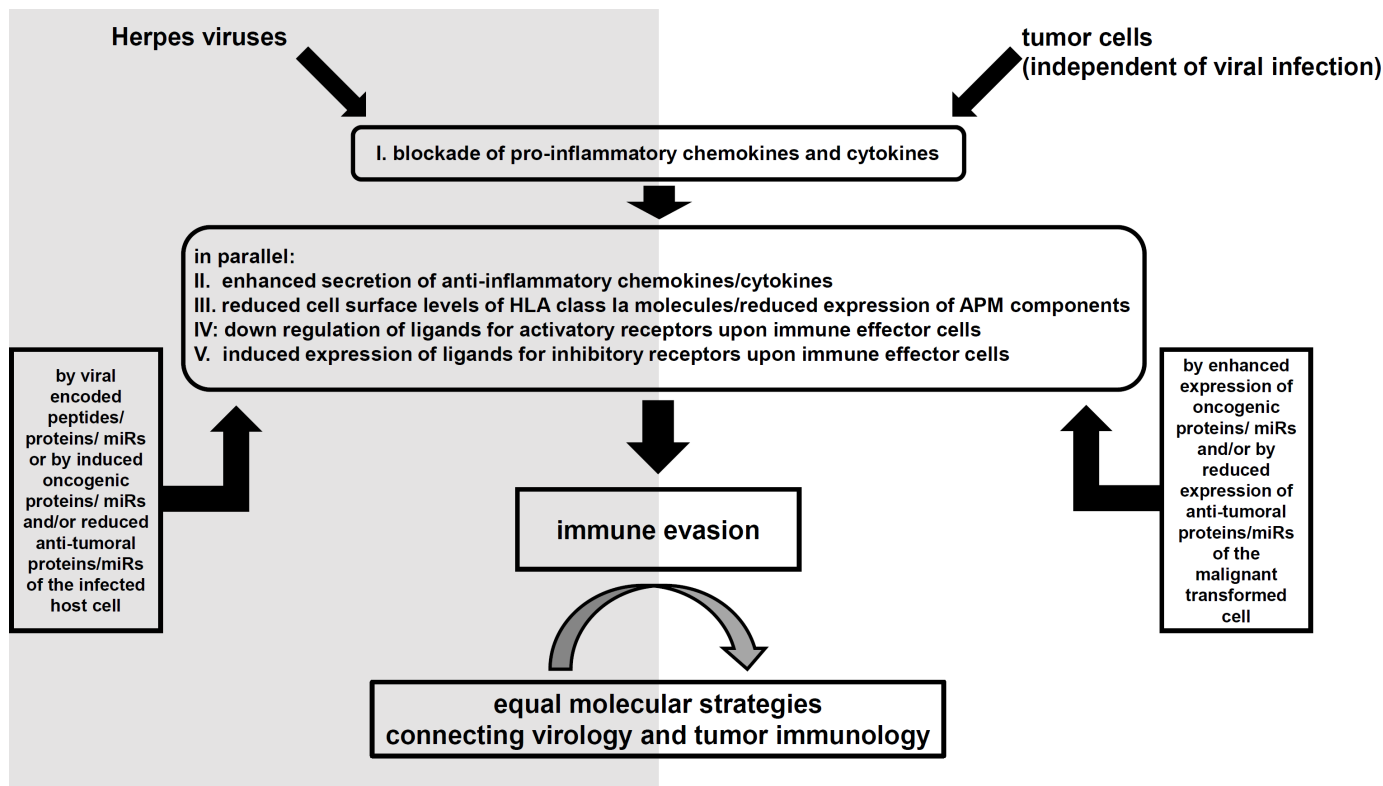 Herpes viruses
tumor cells
(independent of viral infection)
I. blockade of pro-inflammatory chemokines and cytokines
in parallel:
II.  enhanced secretion of anti-inflammatory chemokines/cytokines
III. reduced cell surface levels of HLA class Ia molecules/reduced expression of APM components
IV: down regulation of ligands for activatory receptors upon immune effector cells
V.  induced expression of ligands for inhibitory receptors upon immune effector cells
by viral
encoded
peptides/
proteins/ miRs
or by induced
oncogenic
proteins/ miRs
and/or reduced
anti-tumoral
proteins/miRs
of the infected
host cell
by enhanced
expression of
oncogenic
proteins/ miRs
and/or by
reduced
expression of
anti-tumoral
proteins/miRs
of the
malignant
transformed
cell
immune evasion
equal molecular strategies
connecting virology and tumor immunology